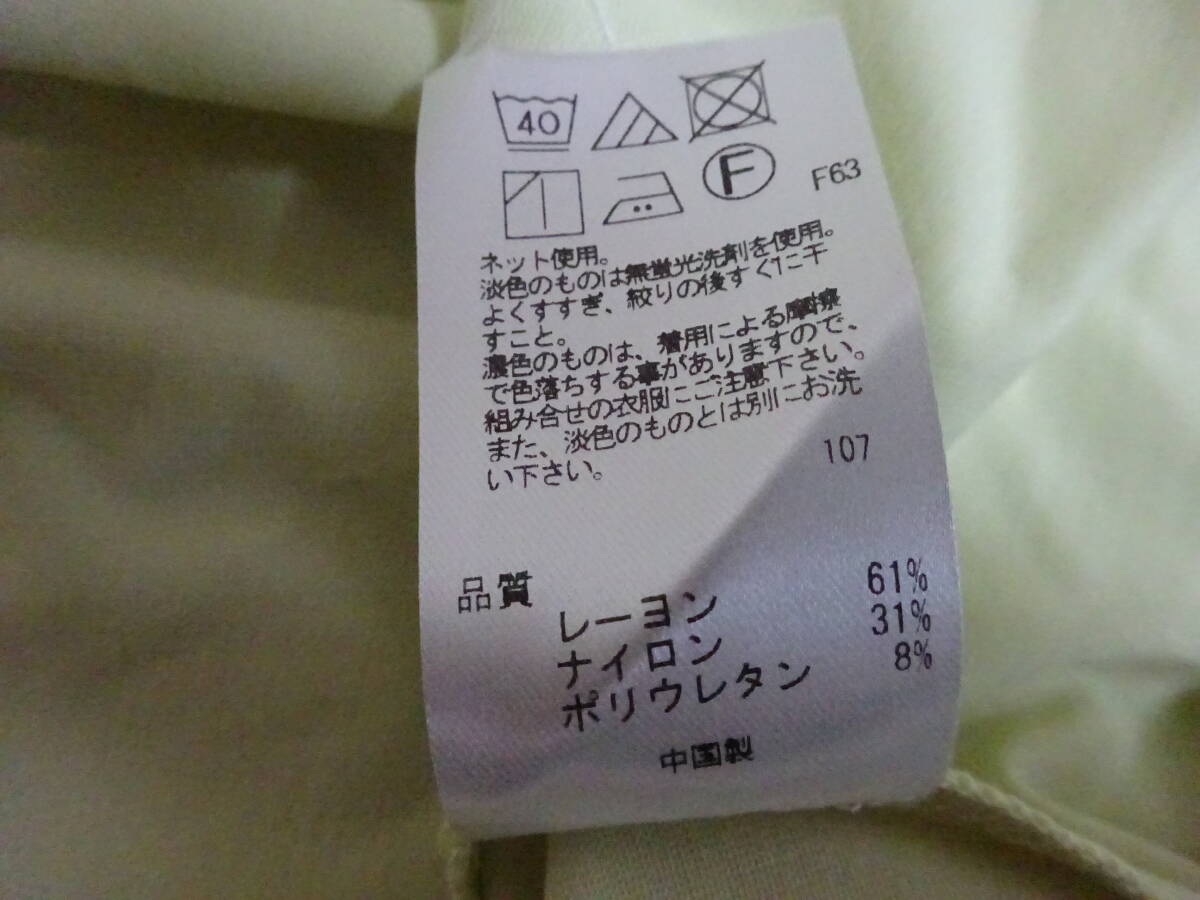 40
F
F63
ネット使用。
淡色のものは無蛍光洗剤を使用。
よくすすぎ、絞りの後すぐに干
すこと。
濃色のものは、着用による摩擦
で色落ちする事がありますので、
組み合せの衣服にご注意下さい。
また、淡色のものとは別にお洗
い下さい。
107
品質
レーヨン 61%
ナイロン 31%
ポリウレタン 8%
中国製